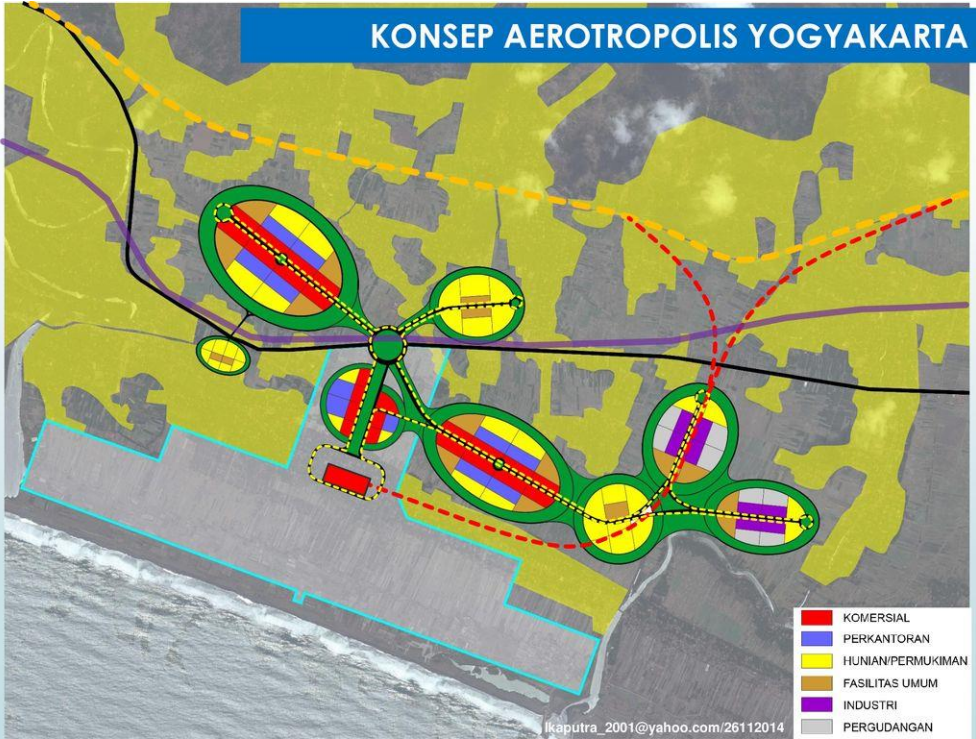 KONSEP AEROTROPOLIS YOGYAKARTA
KOMERSIAL
PERKANTORAN
HUNIAN/PERMUKIMAN
FASILITAS UMUM
INDUSTRI
PERGUDANGAN
Ikaputra_2001@yahoo.com/26112014